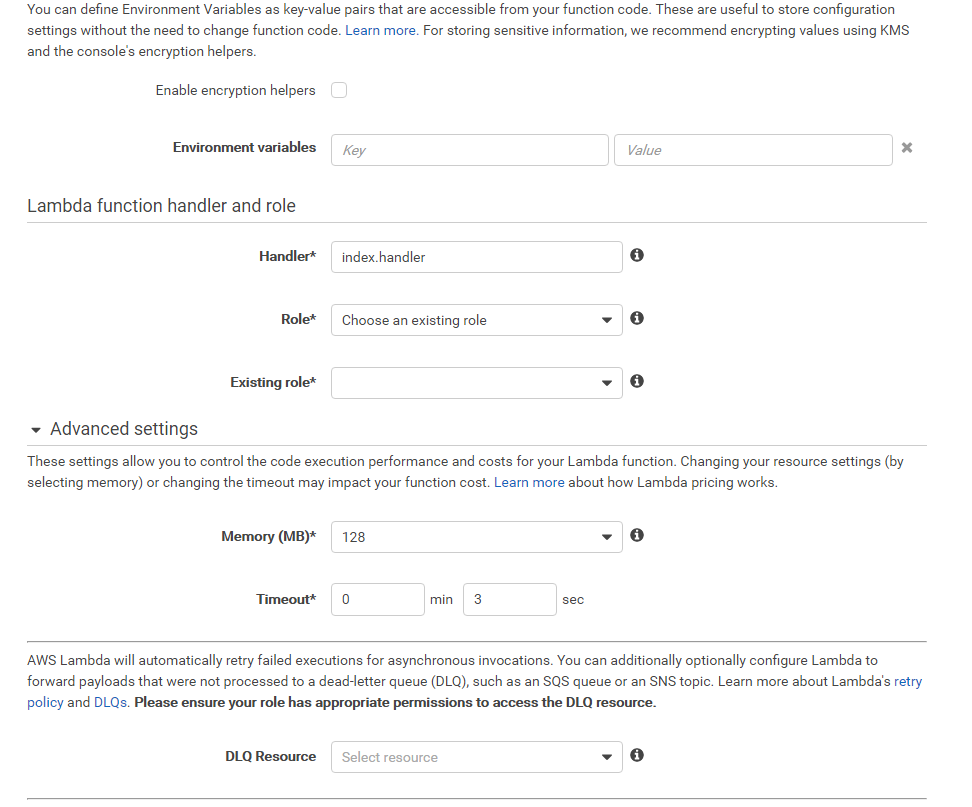 You can define Environment Variables as key-value pairs that are accessible from your function code. These are useful to store configuration
settings without the need to change function code. Learn more. For storing sensitive information, we recommend encrypting values using KMS
and the console's encryption helpers.
Enable encryption helpers
Environment variables Key Value
Lambda function handler and role
Handler* index.handler
Role* Choose an existing role
Existing role*
Advanced settings
These settings allow you to control the code execution performance and costs for your Lambda function. Changing your resource settings (by
selecting memory) or changing the timeout may impact your function cost. Learn more about how Lambda pricing works.
Memory (MB)* 128
Timeout* 0 min 3 sec
AWS Lambda will automatically retry failed executions for asynchronous invocations. You can additionally optionally configure Lambda to
forward payloads that were not processed to a dead-letter queue (DLQ), such as an SQS queue or an SNS topic. Learn more about Lambda's retry
policy and DLQs. Please ensure your role has appropriate permissions to access the DLQ resource.
DLQ Resource Select resource